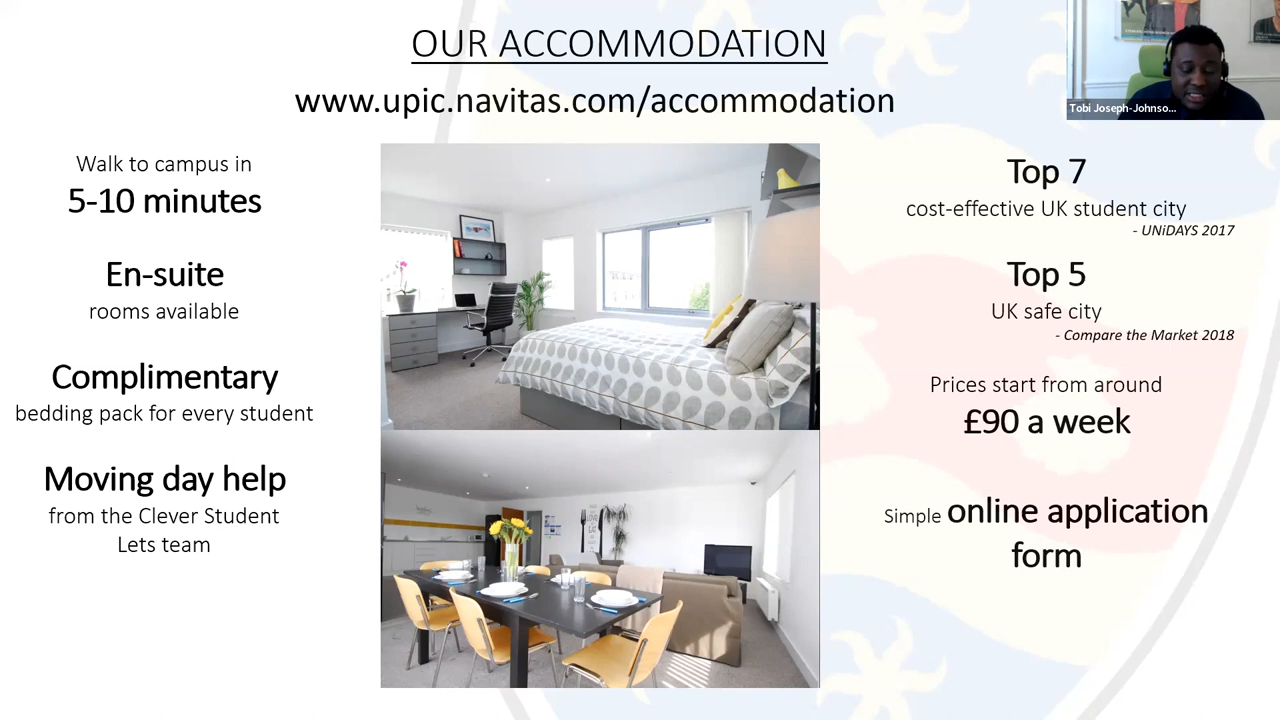 OUR ACCOMMODATION
www.upic.navitas.com/accommodation
Tobi Joseph-Johnso...
Walk to campus in
5-10 minutes
En-suite
rooms available
Complimentary
bedding pack for every student
Moving day help
from the Clever Student
Lets team
Top 7
cost-effective UK student city
- UNiDAYS 2017
Top 5
UK safe city
- Compare the Market 2018
Prices start from around
£90 a week
Simple online application
form